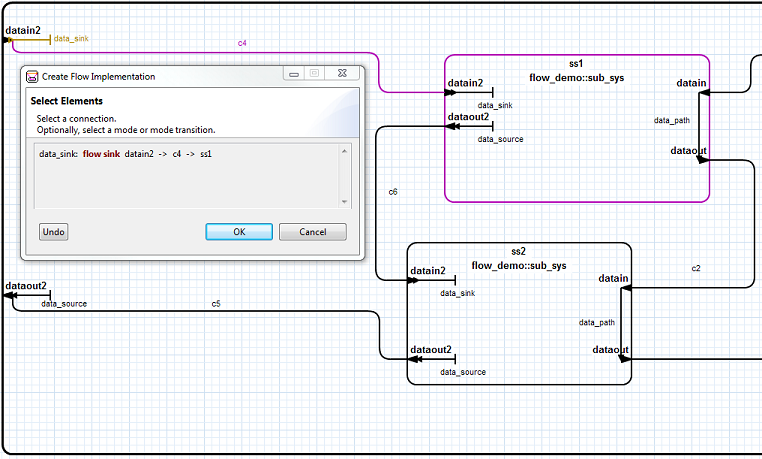 datain2
data_sink
c4
Create Flow Implementation
Select Elements
Select a connection.
Optionally, select a mode or mode transition.
data_sink: flow sink datain2 -> c4 -> ss1
Undo
OK
Cancel
ss1
flow_demo::sub_sys
datain2
data_sink
dataout2
data_source
datain
data_path
dataout
c6
c2
ss2
flow_demo::sub_sys
datain2
data_sink
datain
data_path
dataout
dataout2
data_source
dataout2
data_source
c5